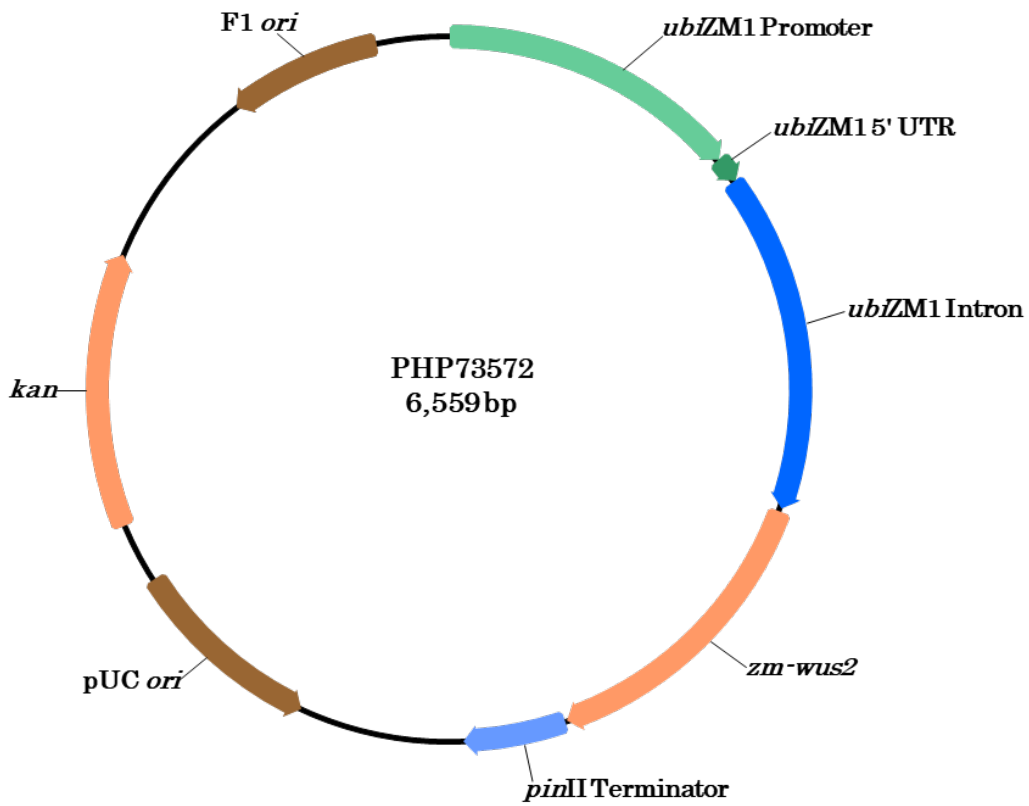 F1 ori
ubiZM1 Promoter
ubiZM1 5' UTR
ubiZM1 Intron
PHP73572
6,559 bp
kan
zm-wus2
pUC ori
pinII Terminator